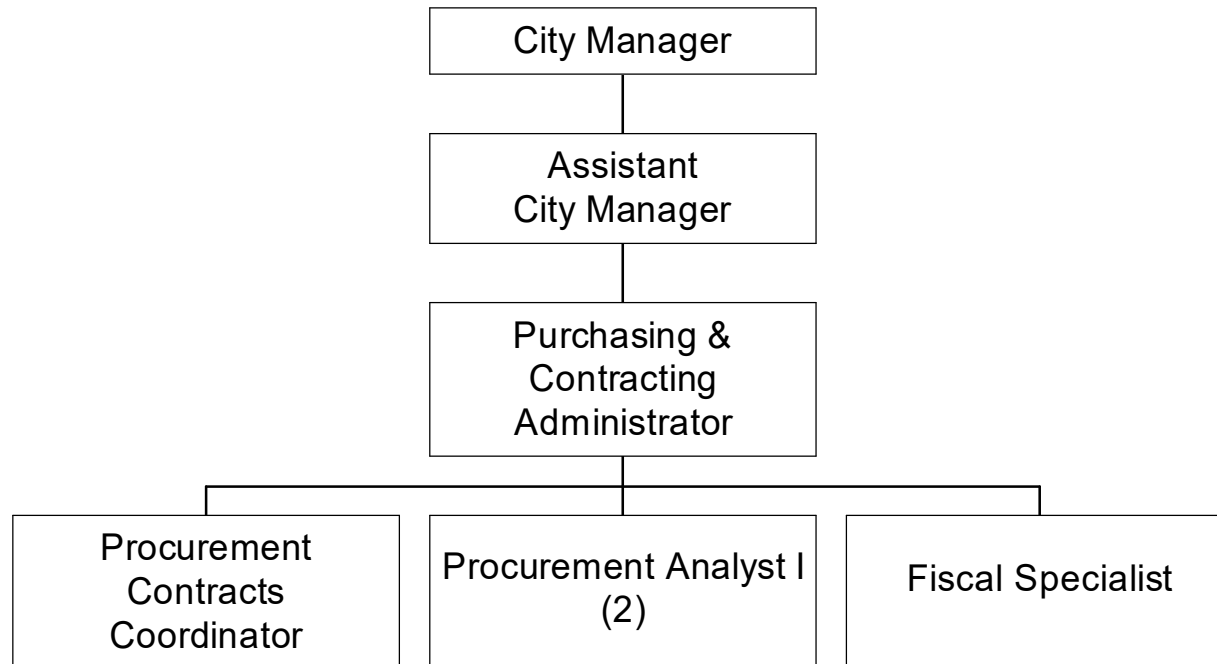 City Manager
Assistant
City Manager
Purchasing &
Contracting
Administrator
Procurement
Contracts
Coordinator
Procurement Analyst I
(2)
Fiscal Specialist